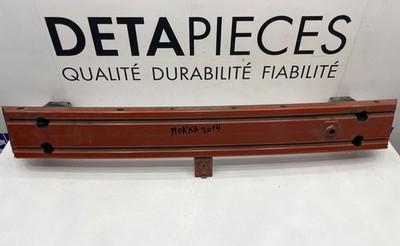 DETAPIECES
QUALITÉ DURABILITÉ FIABILITÉ
MOKKA 2014